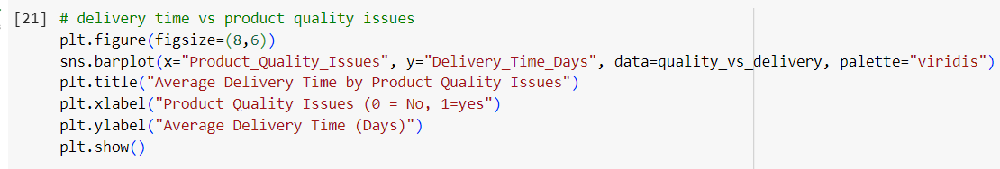 [21] # delivery time vs product quality issues
plt.figure(figsize=(8,6))
sns.barplot(x="Product_Quality_Issues", y="Delivery_Time_Days", data=quality_vs_delivery, palette="viridis")
plt.title("Average Delivery Time by Product Quality Issues")
plt.xlabel("Product Quality Issues (0 = No, 1=yes")
plt.ylabel("Average Delivery Time (Days)")
plt.show()